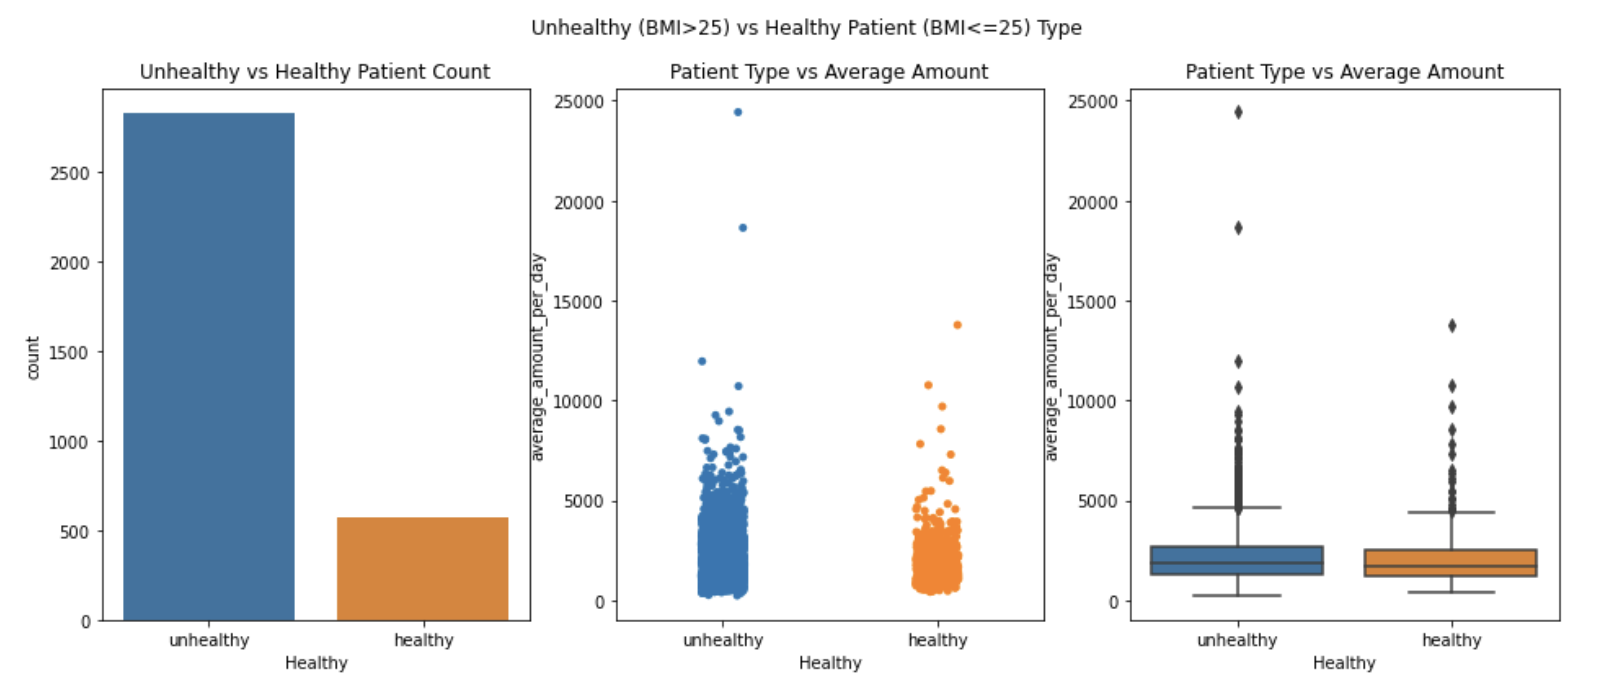 Unhealthy (BMI>25) vs Healthy Patient (BMI<=25) Type
Unhealthy vs Healthy Patient Count
count
2500
2000
1500
1000
500
0
unhealthy
healthy
Healthy
Patient Type vs Average Amount
average_amount_per_day
25000
20000
15000
10000
5000
0
unhealthy
healthy
Healthy
Patient Type vs Average Amount
average_amount_per_day
25000
20000
15000
10000
5000
0
unhealthy
healthy
Healthy